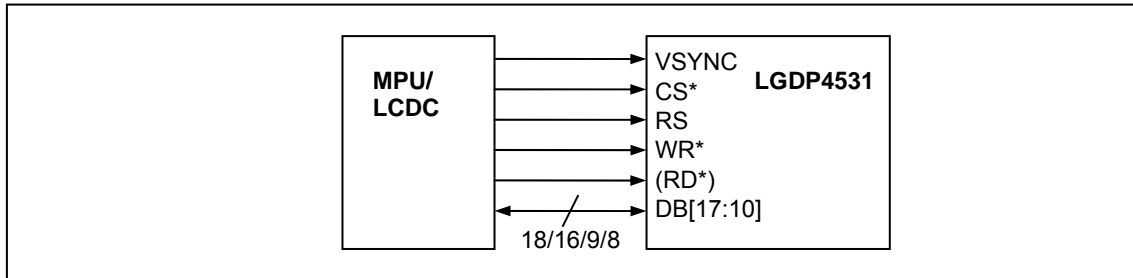 MPU/
LCDC
VSYNC
CS*
RS
WR*
(RD*)
DB[17:10]
LGDP4531
18/16/9/8